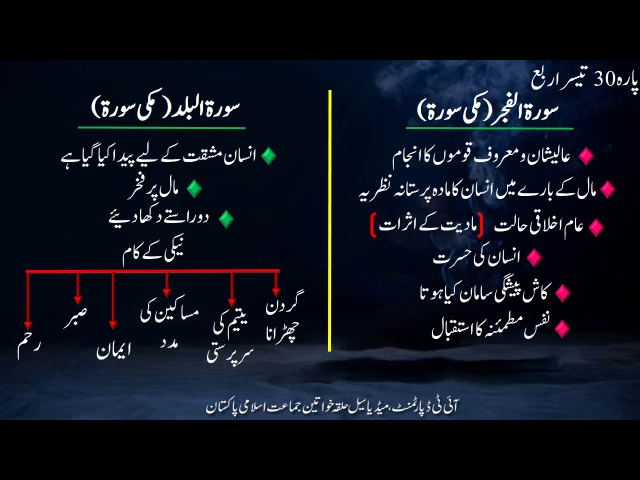 پارہ 30 تیسرا ربع
سورۃ الفجر (مکی سورۃ)
عالیشان و معروف قوموں کا انجام
مال کے بارے میں انسان کا مادہ پرستانہ نظریہ
عام اخلاقی حالت (مادیت کے اثرات)
انسان کی حسرت
کاش پیشگی سامان کیا ہوتا
نفس مطمئنہ کا استقبال
سورۃ البلد (مکی سورۃ)
انسان مشقت کے لیے پیدا کیا گیا ہے
مال پر فخر
دو راستے دکھا دیئے
نیکی کے کام
گردن چھڑانا
یتیم کی سرپرستی
مساکین کی مدد
ایمان
صبر
رحم
آئی ٹی ڈپارٹمنٹ، میڈیا سیل حلقہ خواتین جماعت اسلامی پاکستان